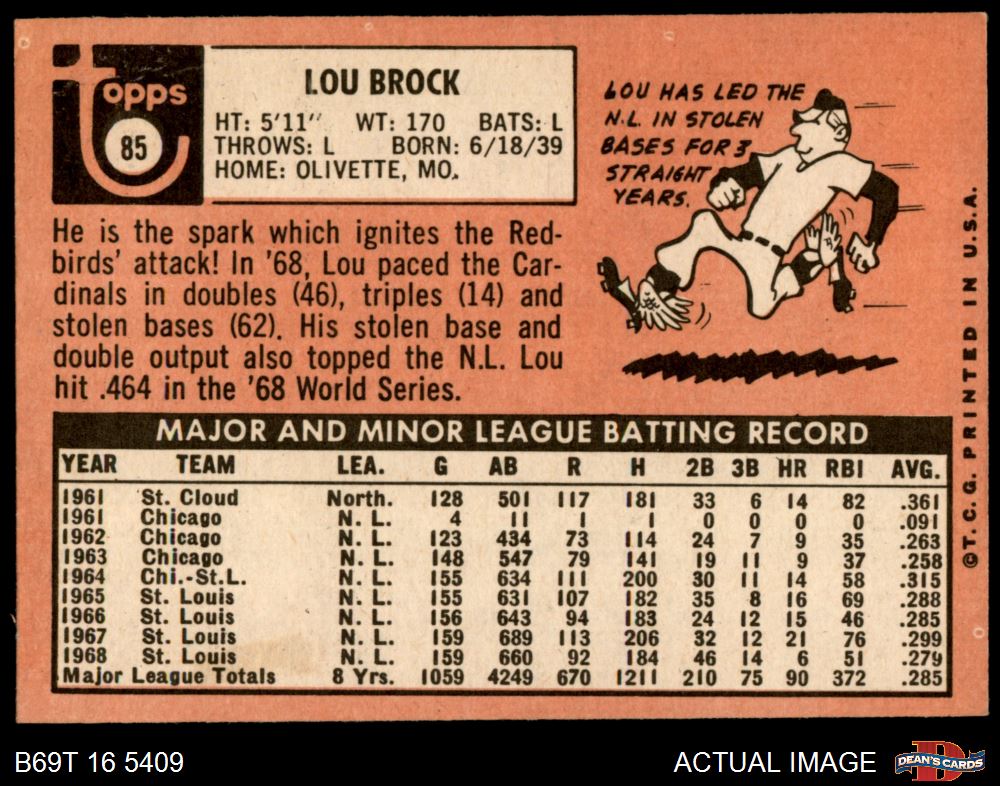 Topps
85
LOU BROCK
HT: 5'11" WT: 170 BATS: L
THROWS: L BORN: 6/18/39
HOME: OLIVETTE, MO.
LOU HAS LED THE
N.L. IN STOLEN
BASES FOR 3
STRAIGHT
YEARS.
He is the spark which ignites the Red-
birds' attack! In '68, Lou paced the Car-
dinals in doubles (46), triples (14) and
stolen bases (62). His stolen base and
double output also topped the N.L. Lou
hit .464 in the '68 World Series.
MAJOR AND MINOR LEAGUE BATTING RECORD
YEAR TEAM LEA. G AB R H 2B 3B HR RBI AVG.
1961 St. Cloud North. 128 501 117 181 33 6 14 82 .361
1961 Chicago N. L. 4 11 1 1 0 0 0 0 .091
1962 Chicago N. L. 123 434 73 114 24 7 9 35 .263
1963 Chicago N. L. 148 547 79 141 19 11 9 37 .258
1964 Chi.-St.L. N. L. 155 634 111 200 30 11 14 58 .315
1965 St. Louis N. L. 155 631 107 182 35 8 16 69 .288
1966 St. Louis N. L. 156 643 94 183 24 12 15 46 .285
1967 St. Louis N. L. 159 689 113 206 32 12 21 76 .299
1968 St. Louis N. L. 159 660 92 184 46 14 6 51 .279
Major League Totals 8 Yrs. 1059 4249 670 1211 210 75 90 372 .285
©T. C. G. PRINTED IN U.S.A.
B69T 16 5409
ACTUAL IMAGE
DEAN'S CARDS